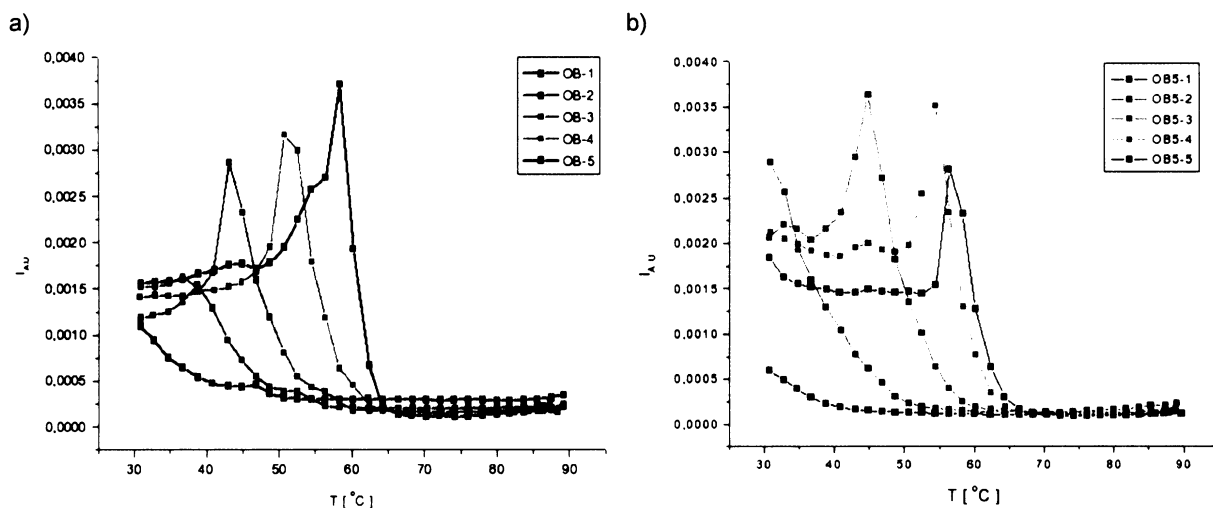 a)
0,0040
0,0035
0,0030
0,0025
0,0020
0,0015
0,0010
0,0005
0,0000
I AU
30 40 50 60 70 80 90
T [ °C ]
OB-1
OB-2
OB-3
OB-4
OB-5
b)
0,0040
0,0035
0,0030
0,0025
0,0020
0,0015
0,0010
0,0005
0,0000
I AU
30 40 50 60 70 80 90
T [ °C ]
OB5-1
OB5-2
OB5-3
OB5-4
OB5-5